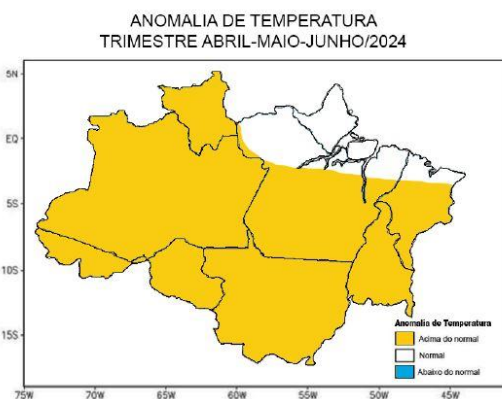 ANOMALIA DE TEMPERATURA
TRIMESTRE ABRIL-MAIO-JUNHO/2024
5N
EQ
5S
10S
15S
75W 70W 65W 60W 55W 50W 45W
Anomalia de Temperatura
Acima do normal
Normal
Abaixo do normal